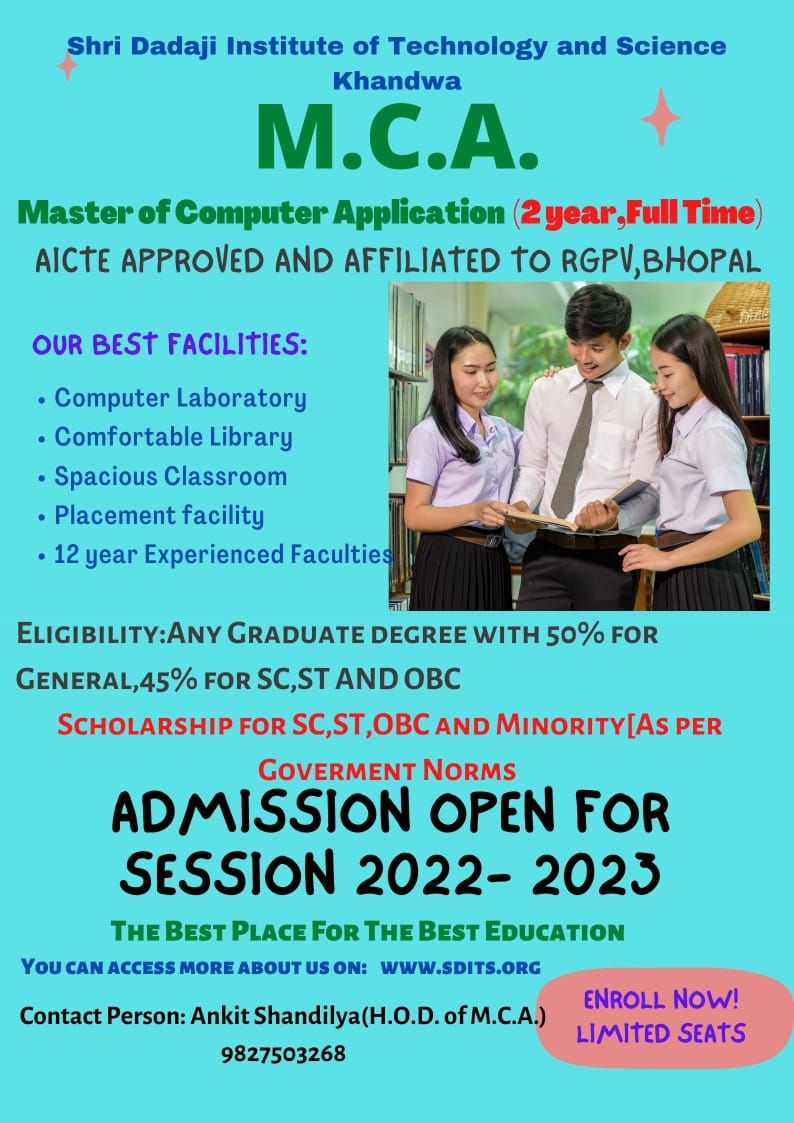 Shri Dadaji Institute of Technology and Science
Khandwa
M.C.A.
Master of Computer Application (2 year,Full Time)
AICTE APPROVED AND AFFILIATED TO RGPV,BHOPAL
OUR BEST FACILITIES:
• Computer Laboratory
• Comfortable Library
• Spacious Classroom
• Placement facility
• 12 year Experienced Faculties
Eligibility:Any Graduate degree with 50% for
General,45% for SC,ST AND OBC
Scholarship for SC,ST,OBC and Minority[As per
Goverment Norms
ADMISSION OPEN FOR
SESSION 2022- 2023
The Best Place For The Best Education
You can access more about us on: www.sdits.org
Contact Person: Ankit Shandilya(H.O.D. of M.C.A.)
9827503268
ENROLL NOW!
LIMITED SEATS